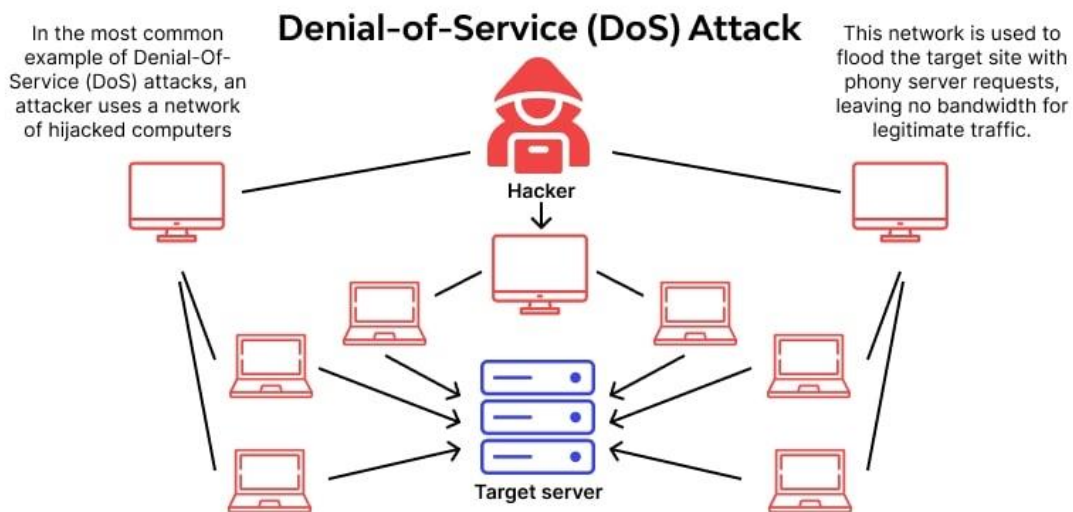 Denial-of-Service (DoS) Attack
In the most common
example of Denial-Of-
Service (DoS) attacks, an
attacker uses a network
of hijacked computers
This network is used to
flood the target site with
phony server requests,
leaving no bandwidth for
legitimate traffic.
Hacker
Target server